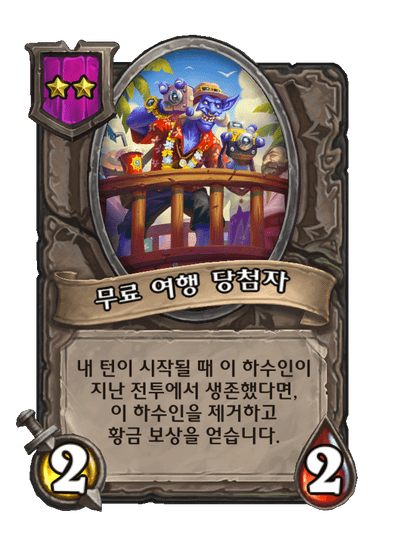 무료 여행 당첨자
내 턴이 시작될 때 이 하수인이
지난 전투에서 생존했다면,
이 하수인을 제거하고
황금 보상을 얻습니다.
2
2